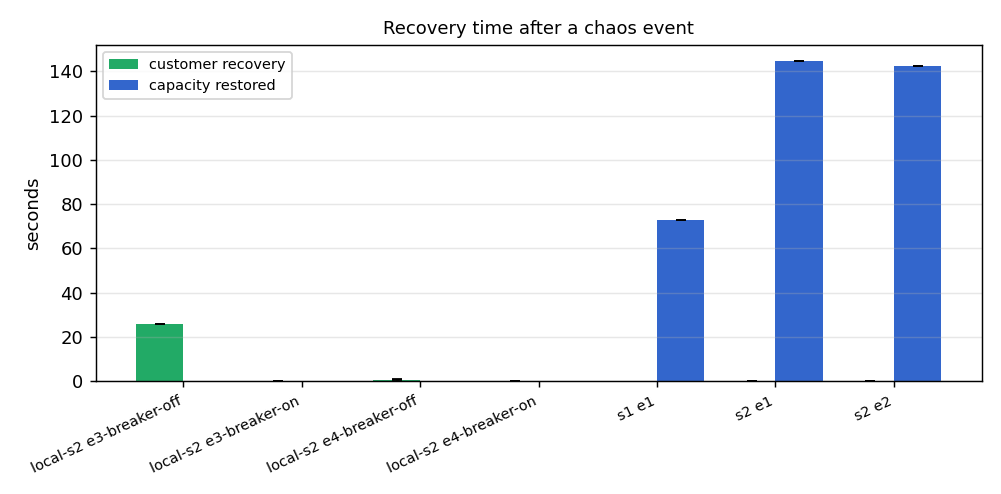 Recovery time after a chaos event
customer recovery
capacity restored
seconds
140
120
100
80
60
40
20
0
local-s2 e3-breaker-off
local-s2 e3-breaker-on
local-s2 e4-breaker-off
local-s2 e4-breaker-on
s1 e1
s2 e1
s2 e2